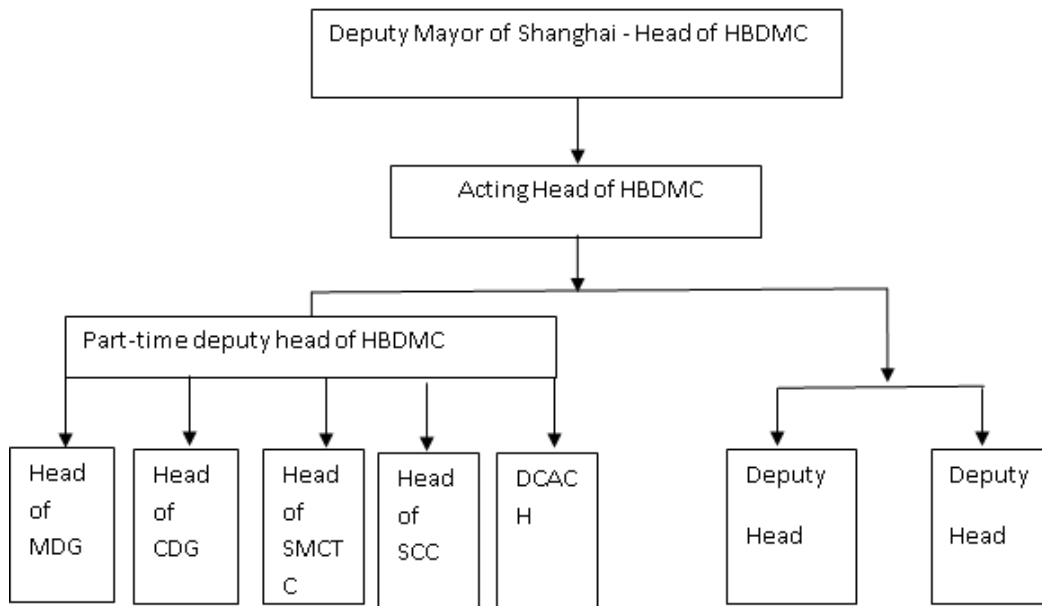 Deputy Mayor of Shanghai - Head of HBDMC
Acting Head of HBDMC
Part-time deputy head of HBDMC
Head
of
MDG
Head
of
CDG
Head
of
SMCT
C
Head
of
SCC
DCAC
H
Deputy
Head
Deputy
Head